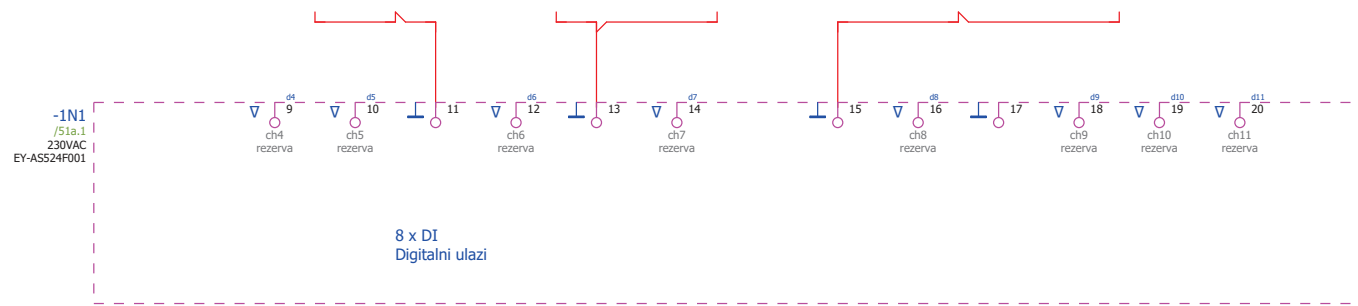 d4 d5 d6 d7 d8 d9 d10 d11
-1N1 9 10 11 12 13 14 15 16 17 18 19 20
/51a.1 ch4 ch5 ch6 ch7 ch8 ch9 ch10 ch11
230VAC rezerva rezerva rezerva rezerva rezerva rezerva rezerva rezerva
EY-AS524F001
8 x DI
Digitalni ulazi